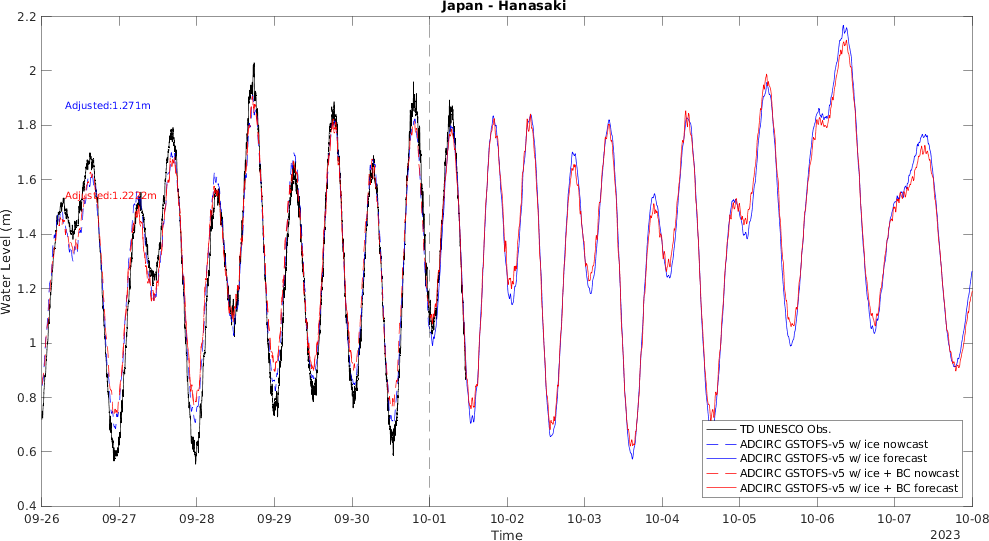 Japan - Hanasaki
2.2
2
1.8
1.6
1.4
1.2
1
0.8
0.6
0.4
Water Level (m)
Adjusted:1.271m
Adjusted:1.2222m
TD UNESCO Obs.
ADCIRC GSTOFS-v5 w/ ice nowcast
ADCIRC GSTOFS-v5 w/ ice forecast
ADCIRC GSTOFS-v5 w/ ice + BC nowcast
ADCIRC GSTOFS-v5 w/ ice + BC forecast
09-26 09-27 09-28 09-29 09-30 10-01 10-02 10-03 10-04 10-05 10-06 10-07 10-08
Time
2023